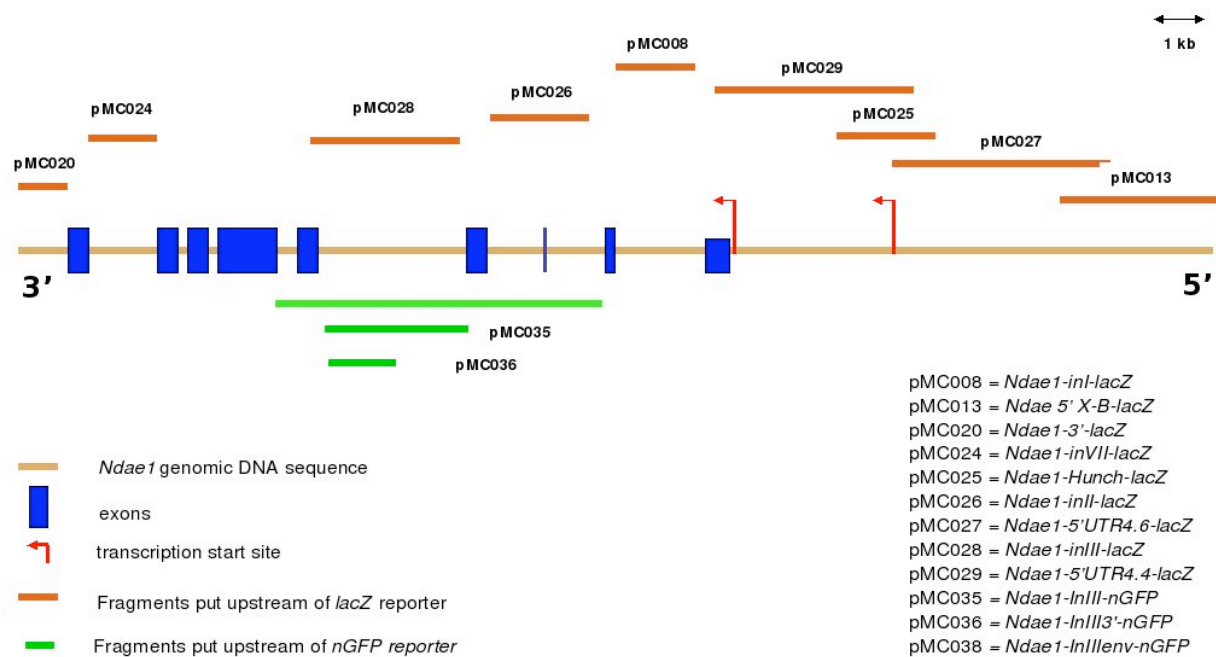 1 kb
pMC008
pMC029
pMC026
pMC024
pMC028
pMC025
pMC027
pMC020
pMC013
3’
5’
pMC035
pMC036
pMC008 = Ndae1-inI-lacZ
pMC013 = Ndae 5’ X-B-lacZ
pMC020 = Ndae1-3’-lacZ
pMC024 = Ndae1-inVII-lacZ
pMC025 = Ndae1-Hunch-lacZ
pMC026 = Ndae1-inII-lacZ
pMC027 = Ndae1-5’UTR4.6-lacZ
pMC028 = Ndae1-inIII-lacZ
pMC029 = Ndae1-5’UTR4.4-lacZ
pMC035 = Ndae1-InIII-nGFP
pMC036 = Ndae1-InIII3’-nGFP
pMC038 = Ndae1-InIIIenv-nGFP
Ndae1 genomic DNA sequence
exons
transcription start site
Fragments put upstream of lacZ reporter
Fragments put upstream of nGFP reporter